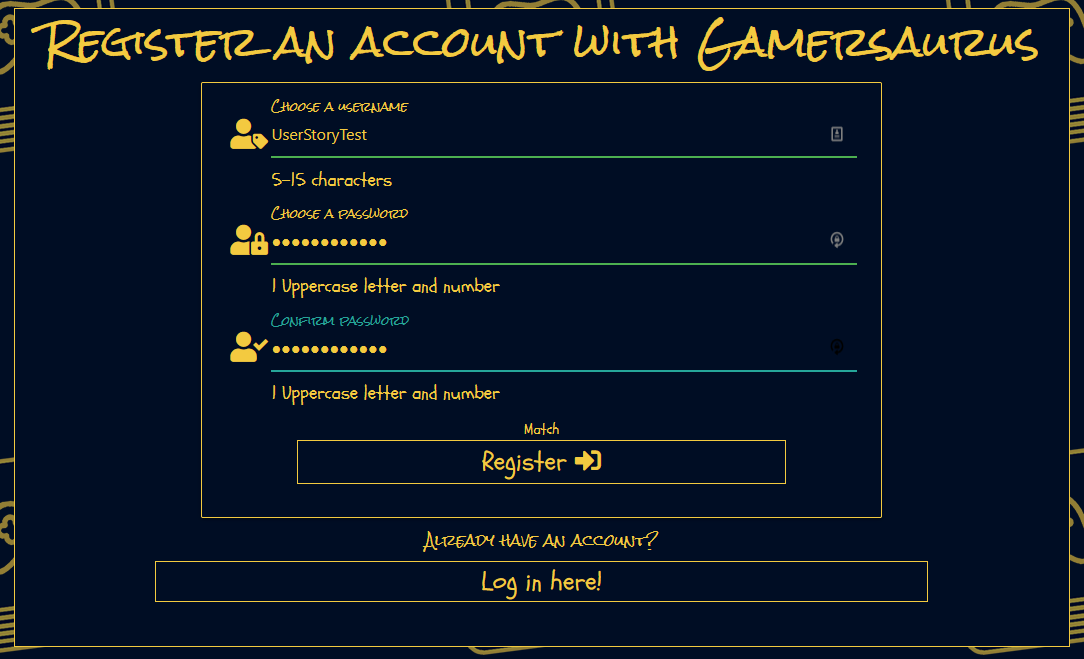 Register an account with Gamersaurus
Choose a username
UserStoryTest
5-15 characters
Choose a password
••••••••••••
1 Uppercase letter and number
Confirm password
••••••••••••
1 Uppercase letter and number
Match
Register
Already have an account?
Log in here!